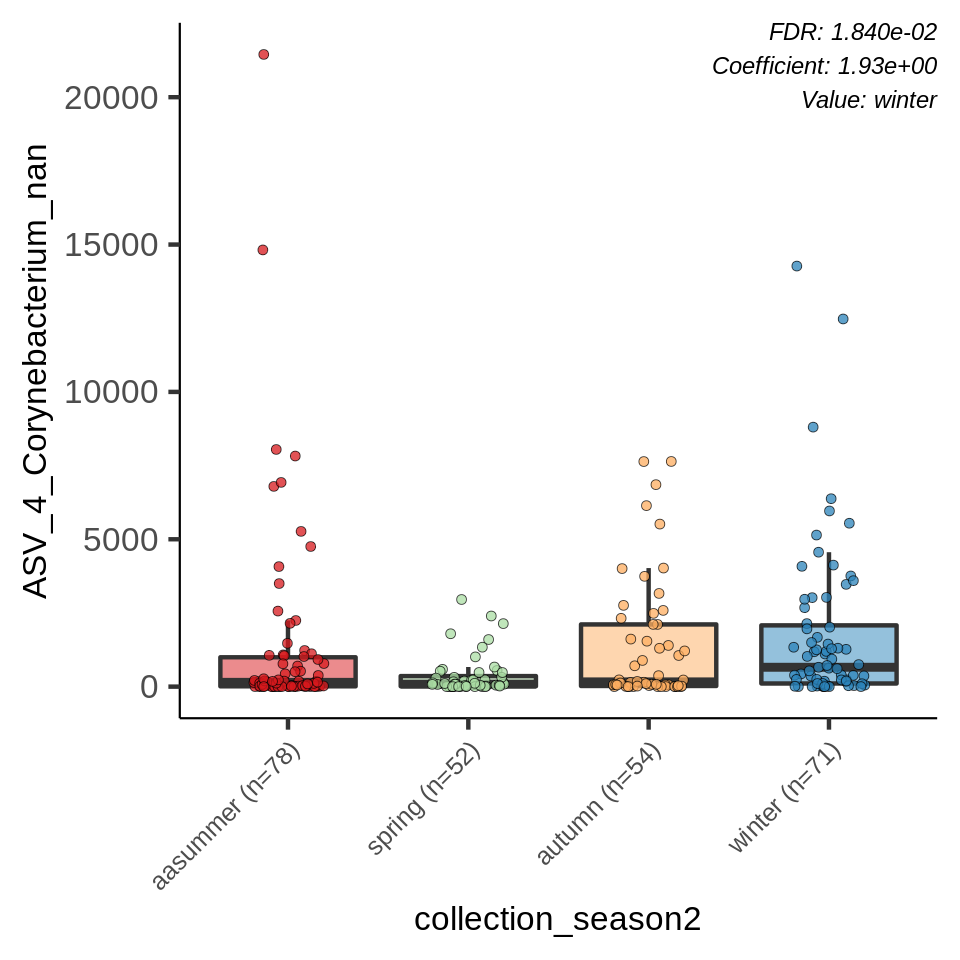 FDR: 1.840e-02
Coefficient: 1.93e+00
Value: winter
20000
15000
10000
5000
0
ASV_4_Corynebacterium_nan
aasummer (n=78)
spring (n=52)
autumn (n=54)
winter (n=71)
collection_season2